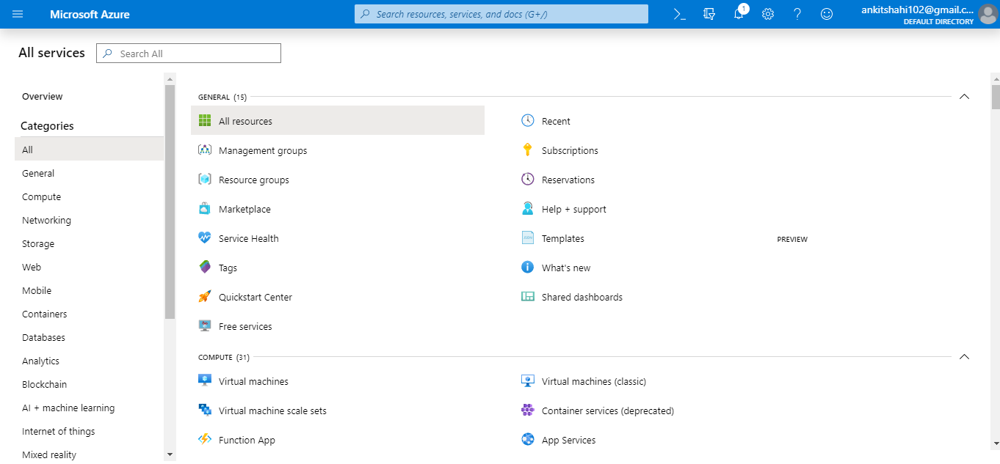 Microsoft Azure
Search resources, services, and docs (G+/)
1
ankitshahi102@gmail.c...
DEFAULT DIRECTORY
All services
Search All
Overview
Categories
All
General
Compute
Networking
Storage
Web
Mobile
Containers
Databases
Analytics
Blockchain
AI + machine learning
Internet of things
Mixed reality
GENERAL (15)
All resources
Recent
Management groups
Subscriptions
Resource groups
Reservations
Marketplace
Help + support
Service Health
Templates
PREVIEW
Tags
What's new
Quickstart Center
Shared dashboards
Free services
COMPUTE (31)
Virtual machines
Virtual machines (classic)
Virtual machine scale sets
Container services (deprecated)
Function App
App Services